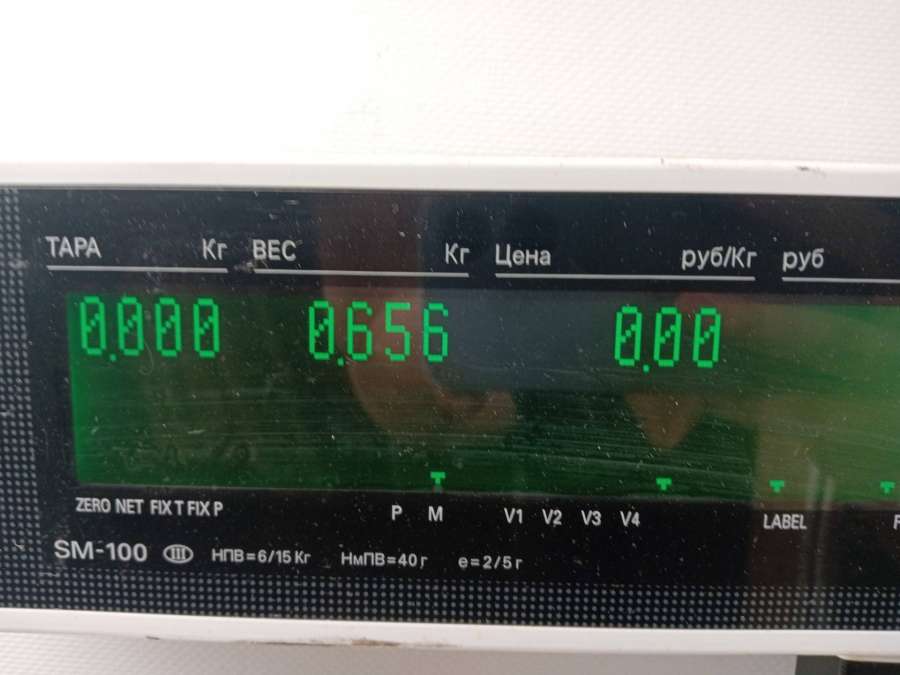 ТАРА Кг ВЕС Кг Цена руб/Кг руб
0.000 0.656 0.00
ZERO NET FIX T FIX P P M V1 V2 V3 V4 LABEL
SM-100 III НПВ=6/15 Кг НмПВ=40 г e=2/5 г